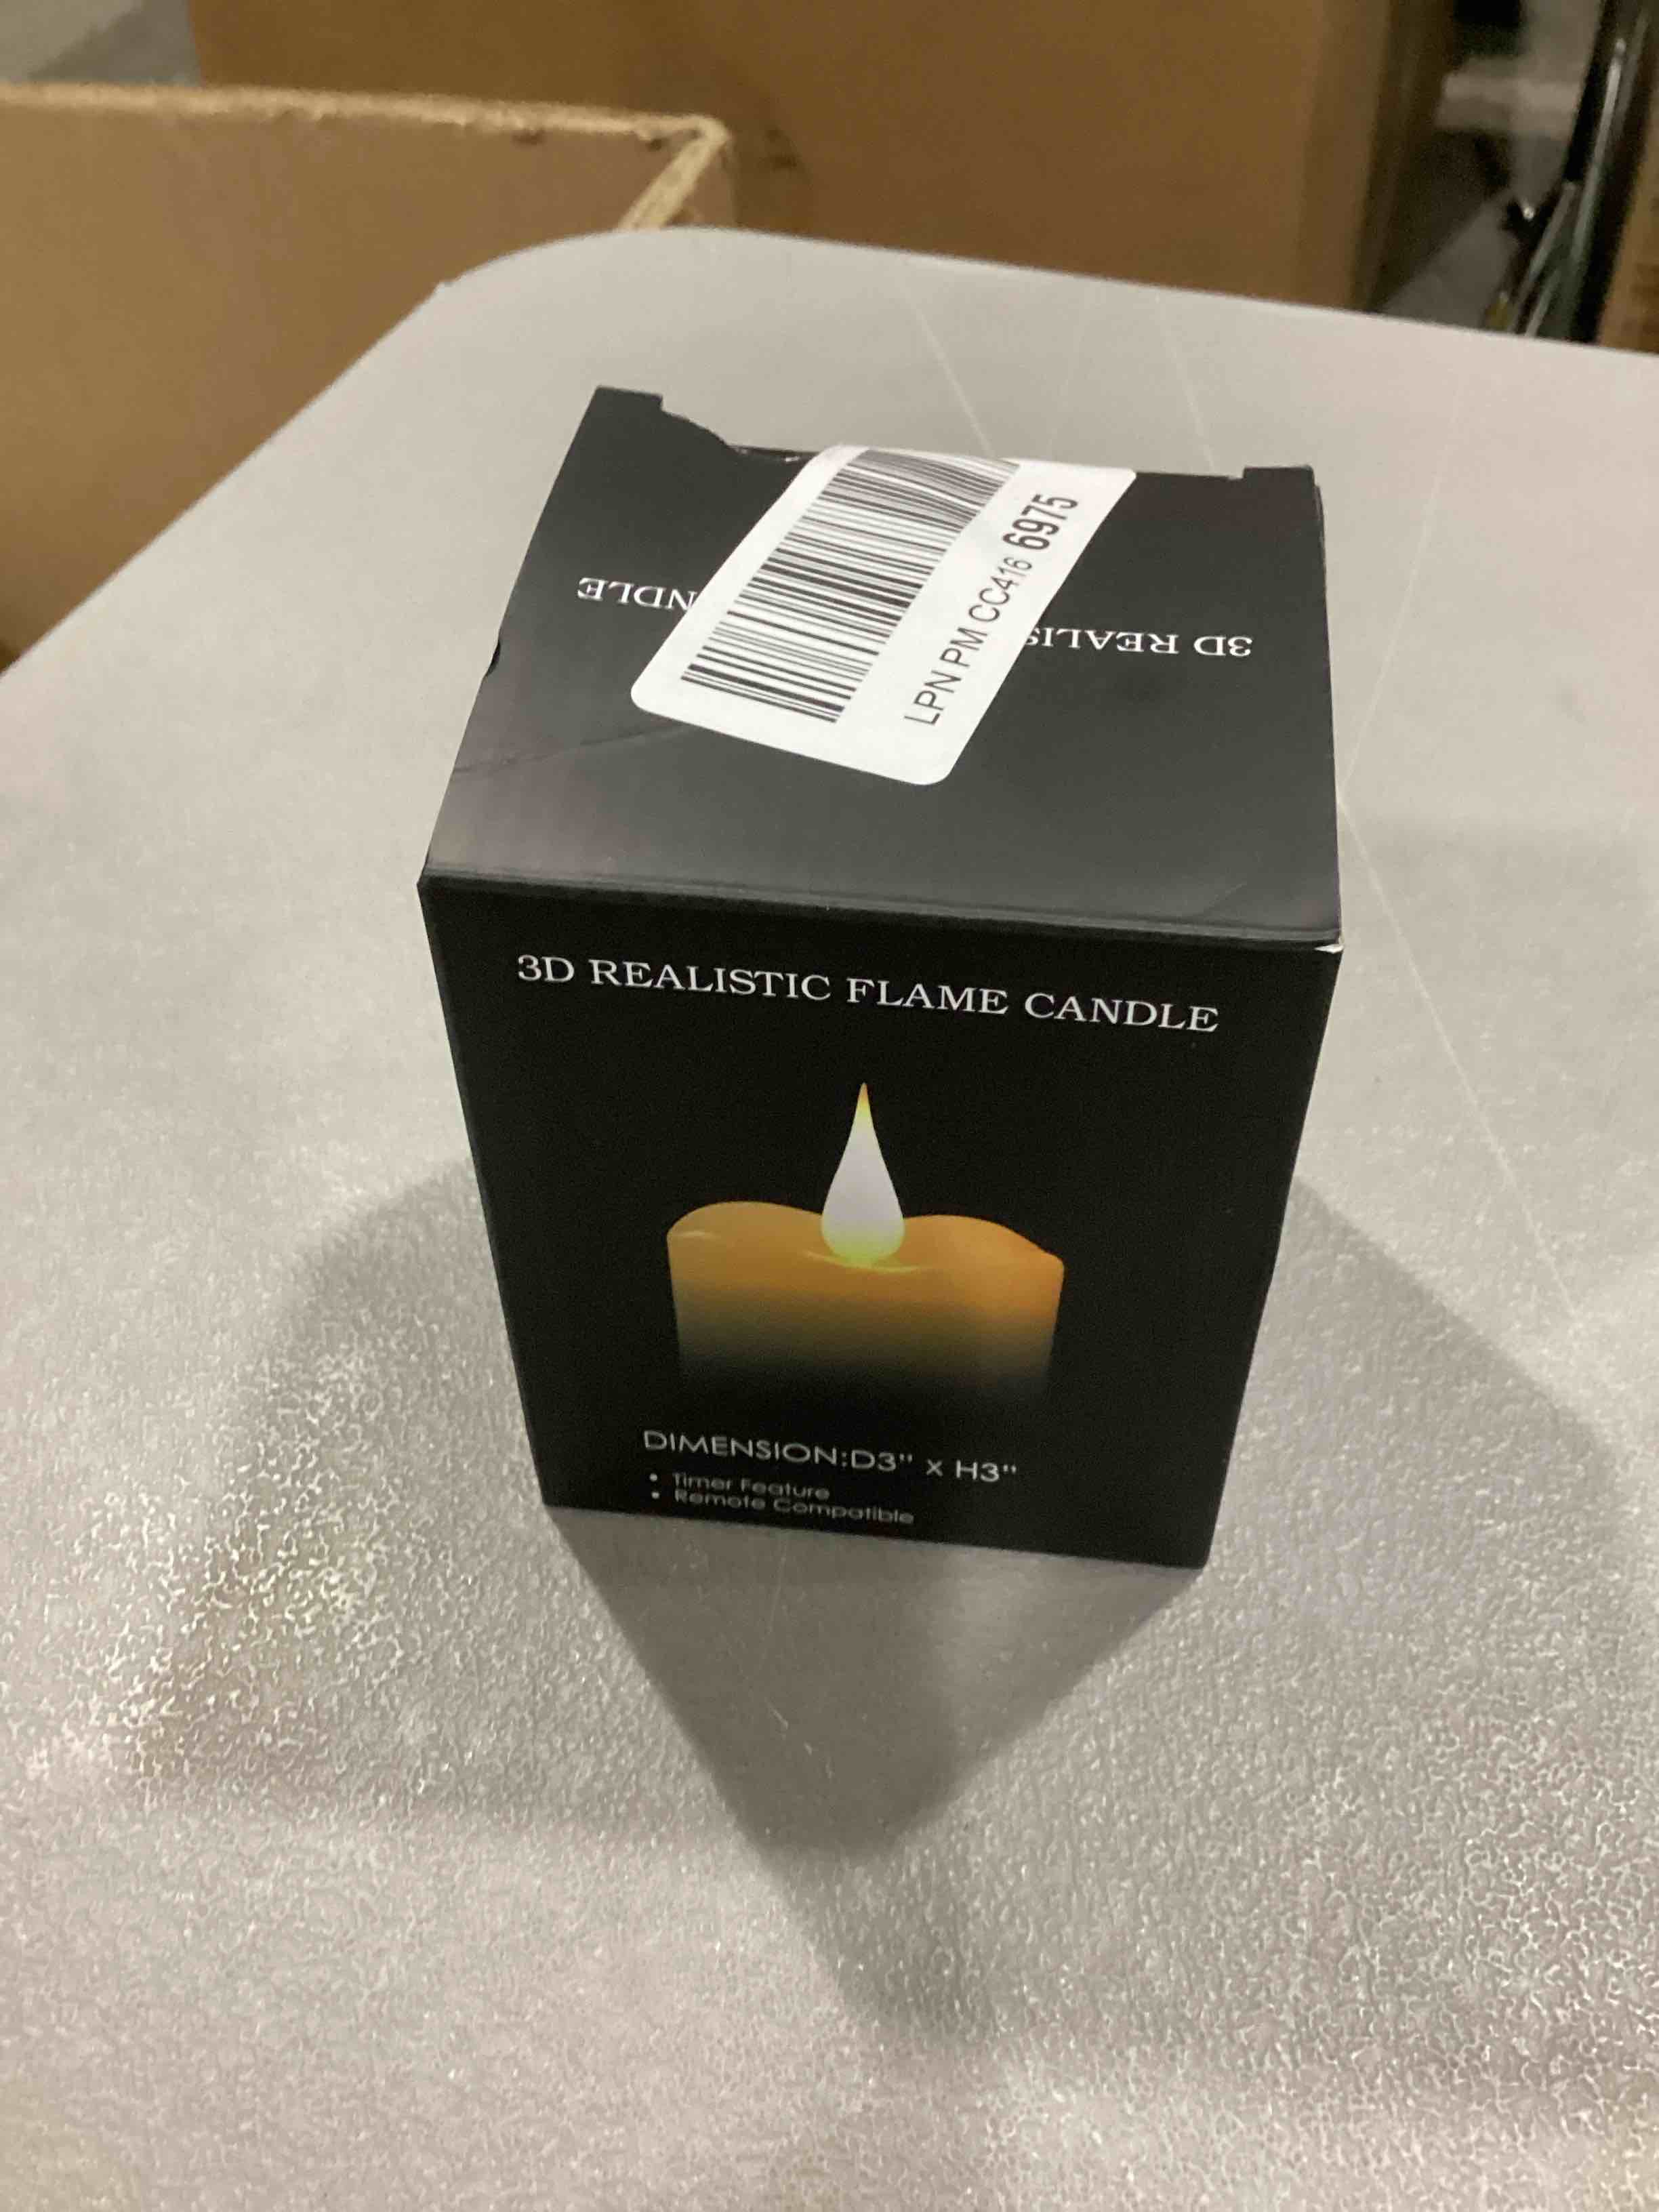 3D REALIS
NDLE
LPN PM CC416 6975
3D REALISTIC FLAME CANDLE
DIMENSION:D3" X H3"
• Timer Feature
• Remote Compatible